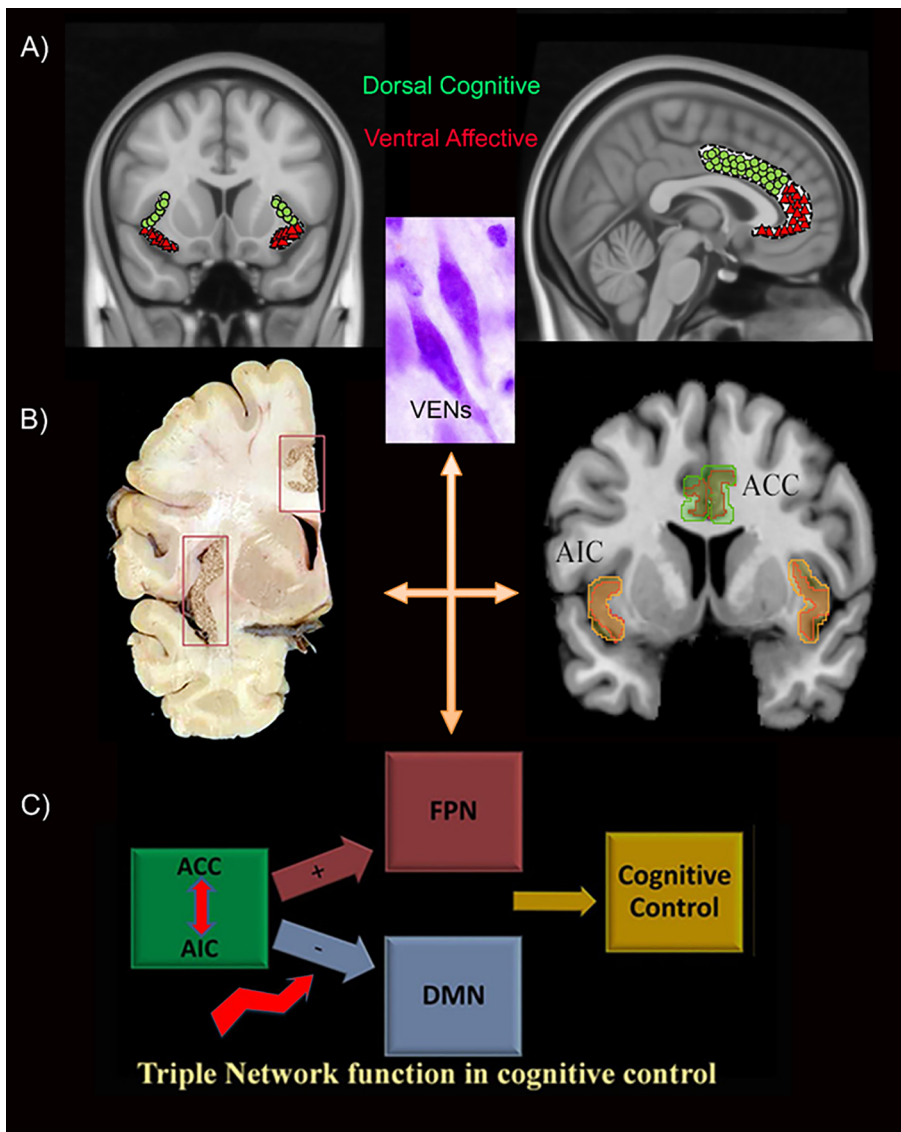 A)
Dorsal Cognitive
Ventral Affective
VENs
B)
ACC
AIC
C)
FPN
ACC
+
Cognitive
Control
AIC
-
DMN
Triple Network function in cognitive control